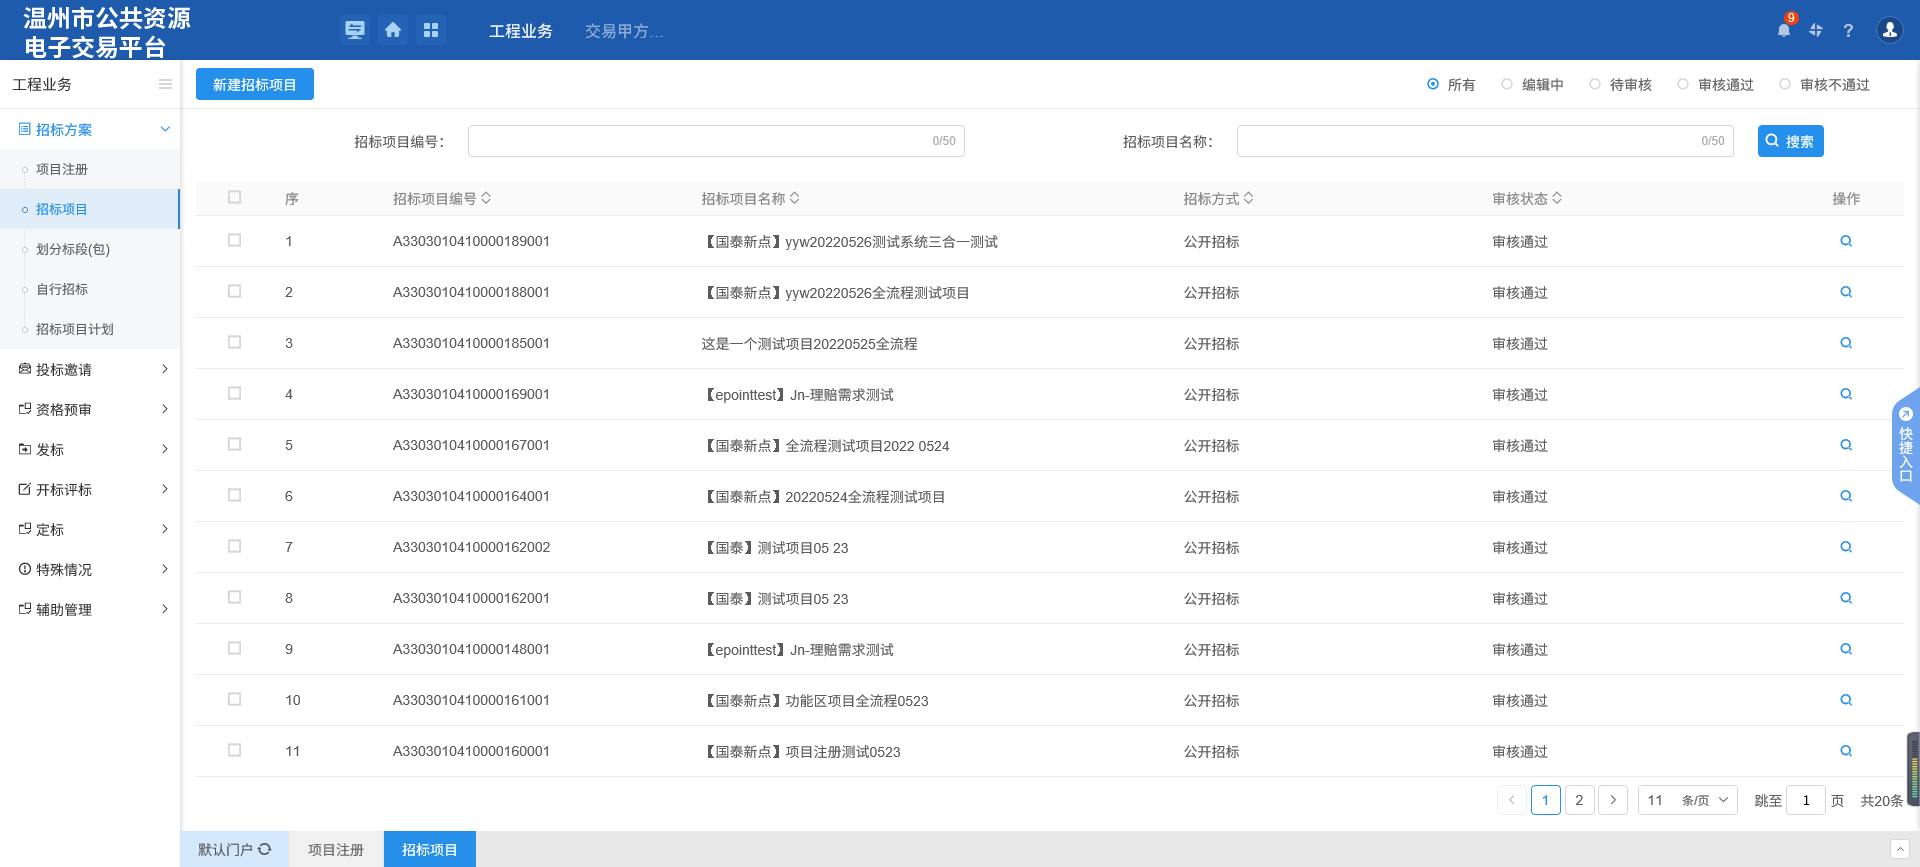 温州市公共资源
电子交易平台
工程业务
交易甲方...
9
?
工程业务
招标方案
项目注册
招标项目
划分标段(包)
自行招标
招标项目计划
投标邀请
资格预审
发标
开标评标
定标
特殊情况
辅助管理
新建招标项目
所有 编辑中 待审核 审核通过 审核不通过
招标项目编号： 0/50 招标项目名称： 0/50 搜索
序 招标项目编号 招标项目名称 招标方式 审核状态 操作
1 A3303010410000189001 【国泰新点】yyw20220526测试系统三合一测试 公开招标 审核通过
2 A3303010410000188001 【国泰新点】yyw20220526全流程测试项目 公开招标 审核通过
3 A3303010410000185001 这是一个测试项目20220525全流程 公开招标 审核通过
4 A3303010410000169001 【epointtest】Jn-理赔需求测试 公开招标 审核通过
5 A3303010410000167001 【国泰新点】全流程测试项目2022 0524 公开招标 审核通过
6 A3303010410000164001 【国泰新点】20220524全流程测试项目 公开招标 审核通过
7 A3303010410000162002 【国泰】测试项目05 23 公开招标 审核通过
8 A3303010410000162001 【国泰】测试项目05 23 公开招标 审核通过
9 A3303010410000148001 【epointtest】Jn-理赔需求测试 公开招标 审核通过
10 A3303010410000161001 【国泰新点】功能区项目全流程0523 公开招标 审核通过
11 A3303010410000160001 【国泰新点】项目注册测试0523 公开招标 审核通过
快捷入口
1 2 11 条/页 跳至 1 页 共20条
默认门户 项目注册 招标项目